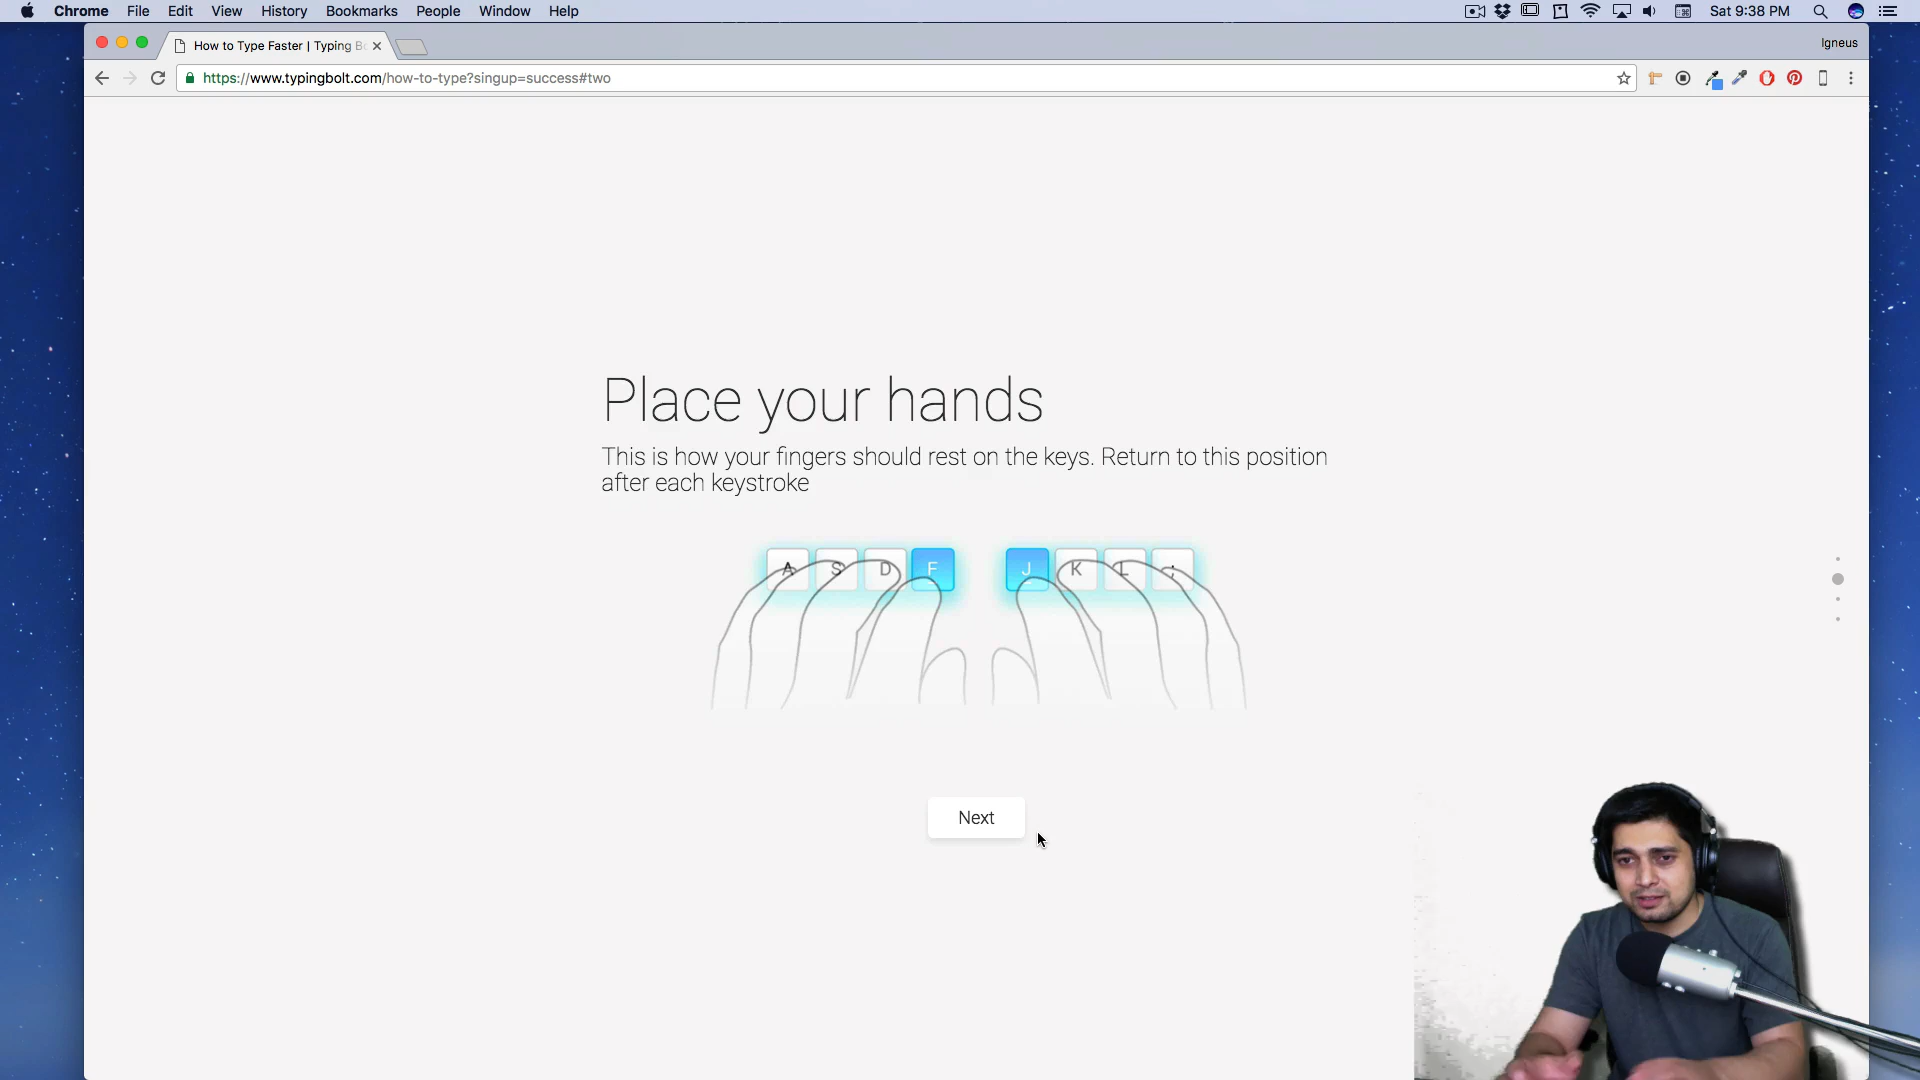 Chrome File Edit View History Bookmarks People Window Help Sat 9:38 PM
How to Type Faster | Typing B
Igneus
https://www.typingbolt.com/how-to-type?singup=success#two
Place your hands
This is how your fingers should rest on the keys. Return to this position
after each keystroke
A S D F J K L ;
Next